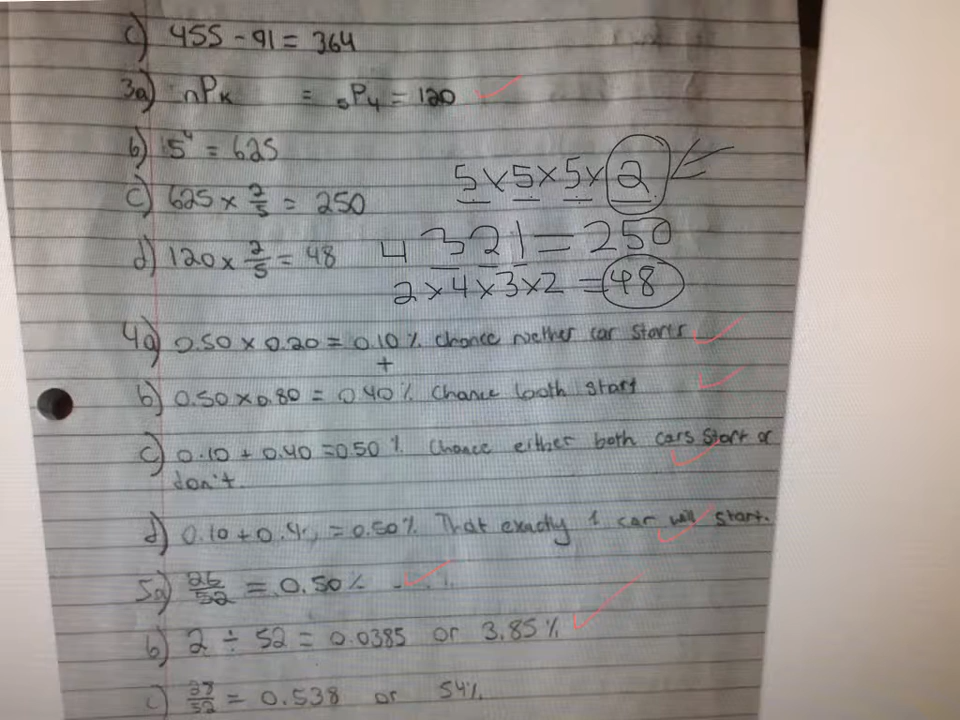 c) 455 - 91 = 364
3a) nPk = 5P4 = 120
b) 5^4 = 625
5 x 5 x 5 x 2
c) 625 x 2/5 = 250
4 3 2 1 = 250
d) 120 x 2/5 = 48
2 x 4 x 3 x 2 = 48
4a) 0.50 x 0.20 = 0.10 % chance neither car starts
+
b) 0.50 x 0.80 = 0.40 % Chance both start
c) 0.10 + 0.40 = 0.50 % Chance either both cars start or
don't.
d) 0.10 + 0.4 = 0.50 % That exactly 1 car will start.
5a) 26/52 = 0.50 %
b) 2 ÷ 52 = 0.0385 or 3.85 %
c) /52 = 0.538 or 54%